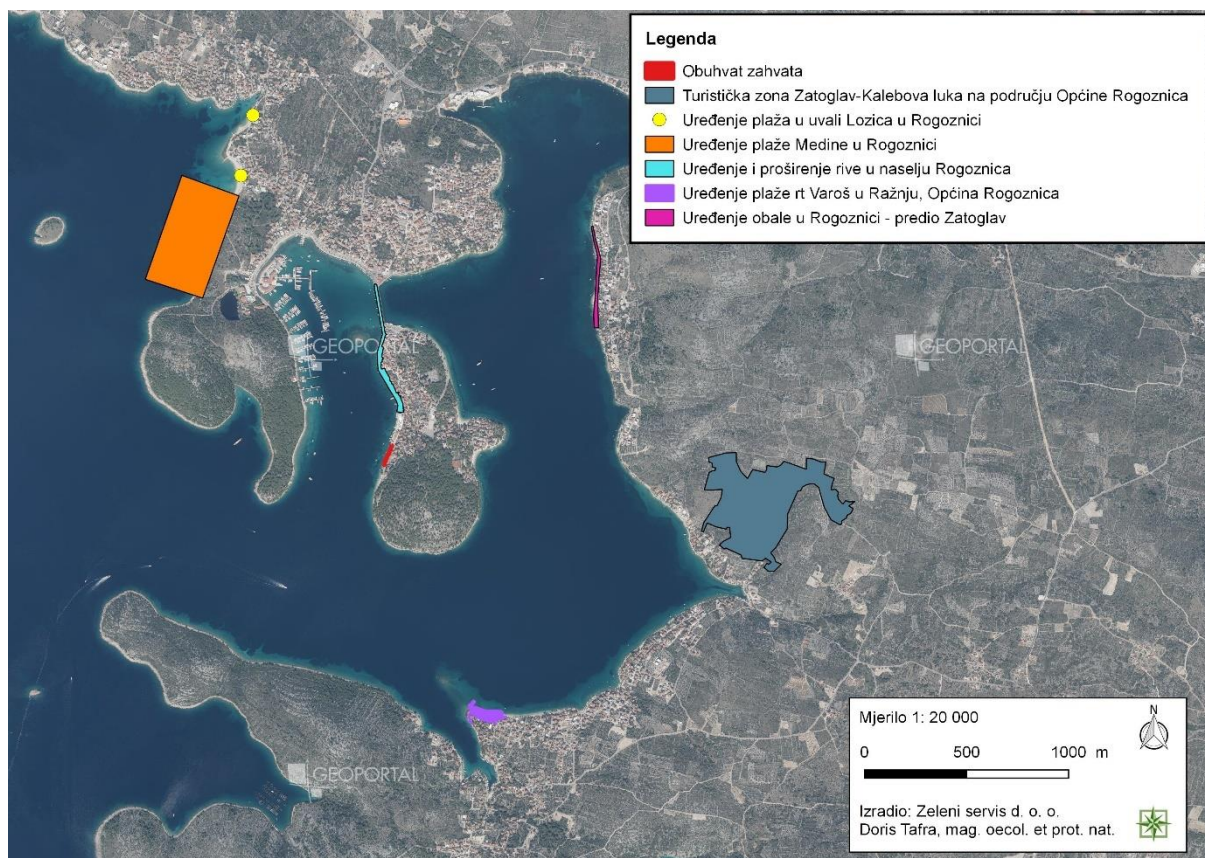 Legenda
Obuhvat zahvata
Turistička zona Zatoglav-Kalebova luka na području Općine Rogoznica
Uređenje plaža u uvali Lozica u Rogoznici
Uređenje plaže Medine u Rogoznici
Uređenje i proširenje rive u naselju Rogoznica
Uređenje plaže rt Varoš u Ražnju, Općina Rogoznica
Uređenje obale u Rogoznici - predio Zatoglav
GEOPORTAL
GEOPORTAL
GEOPORTAL
Mjerilo 1: 20 000
N
0 500 1000 m
Izradio: Zeleni servis d. o. o.
Doris Tafra, mag. oecol. et prot. nat.